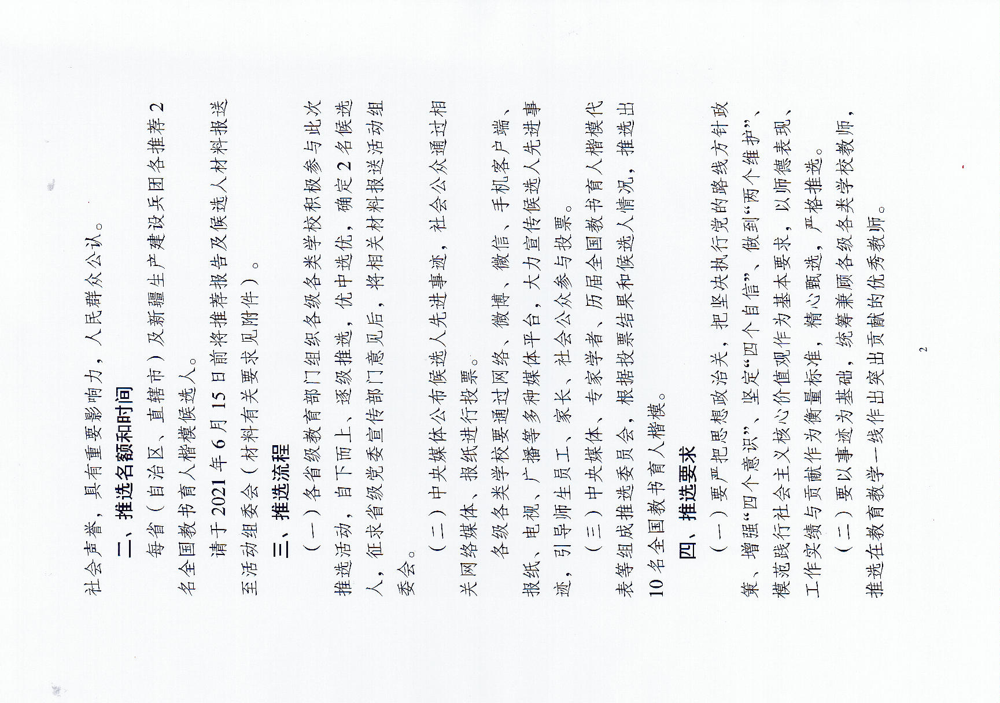 社会声誉，具有重要影响力，人民群众公认。
二、推选名额和时间
每省（自治区、直辖市）及新疆生产建设兵团各推荐 2
名全国教书育人楷模候选人。
请于 2021 年 6 月 15 日前将推荐报告及候选人材料报送
至活动组委会（材料有关要求见附件）。
三、推选流程
（一）各省级教育部门组织各级各类学校积极参与此次
推选活动，自下而上、逐级推选，优中选优，确定 2 名候选
人，征求省级党委宣传部门意见后，将相关材料报送活动组
委会。
（二）中央媒体公布候选人先进事迹，社会公众通过相
关网络媒体、报纸进行投票。
各级各类学校要通过网络、微博、微信、手机客户端、
报纸、电视、广播等多种媒体平台，大力宣传候选人先进事
迹，引导师生员工、家长、社会公众参与投票。
（三）中央媒体、专家学者、历届全国教书育人楷模代
表等组成推选委员会，根据投票结果和候选人情况，推选出
10 名全国教书育人楷模。
四、推选要求
（一）要严把思想政治关，把坚决执行党的路线方针政
策、增强“四个意识”、坚定“四个自信”、做到“两个维护”、
模范践行社会主义核心价值观作为基本要求，以师德表现、
工作实绩与贡献作为衡量标准，精心甄选，严格推选。
（二）要以事迹为基础，统筹兼顾各级各类学校教师，
推选在教育教学一线作出突出贡献的优秀教师。
2